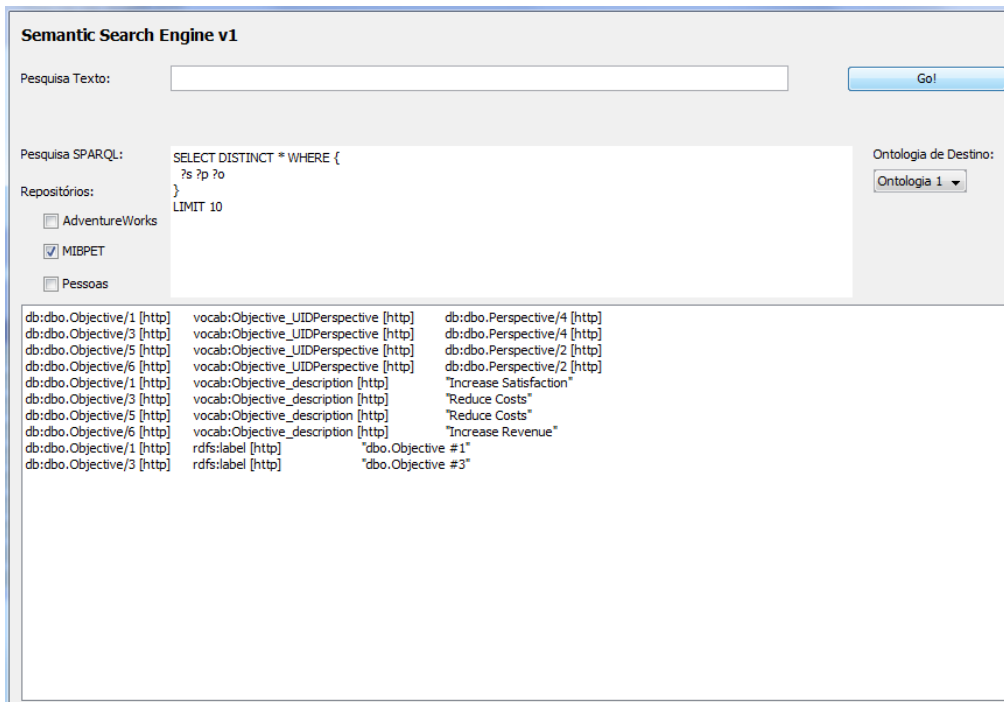 Semantic Search Engine v1
Pesquisa Texto:
Go!
Pesquisa SPARQL:
SELECT DISTINCT * WHERE {
?s ?p ?o
}
LIMIT 10
Ontologia de Destino:
Ontologia 1
Repositórios:
AdventureWorks
MIBPET
Pessoas
db:dbo.Objective/1 [http] vocab:Objective_UIDPerspective [http] db:dbo.Perspective/4 [http]
db:dbo.Objective/3 [http] vocab:Objective_UIDPerspective [http] db:dbo.Perspective/4 [http]
db:dbo.Objective/5 [http] vocab:Objective_UIDPerspective [http] db:dbo.Perspective/2 [http]
db:dbo.Objective/6 [http] vocab:Objective_UIDPerspective [http] db:dbo.Perspective/2 [http]
db:dbo.Objective/1 [http] vocab:Objective_description [http] "Increase Satisfaction"
db:dbo.Objective/3 [http] vocab:Objective_description [http] "Reduce Costs"
db:dbo.Objective/5 [http] vocab:Objective_description [http] "Reduce Costs"
db:dbo.Objective/6 [http] vocab:Objective_description [http] "Increase Revenue"
db:dbo.Objective/1 [http] rdfs:label [http] "dbo.Objective #1"
db:dbo.Objective/3 [http] rdfs:label [http] "dbo.Objective #3"